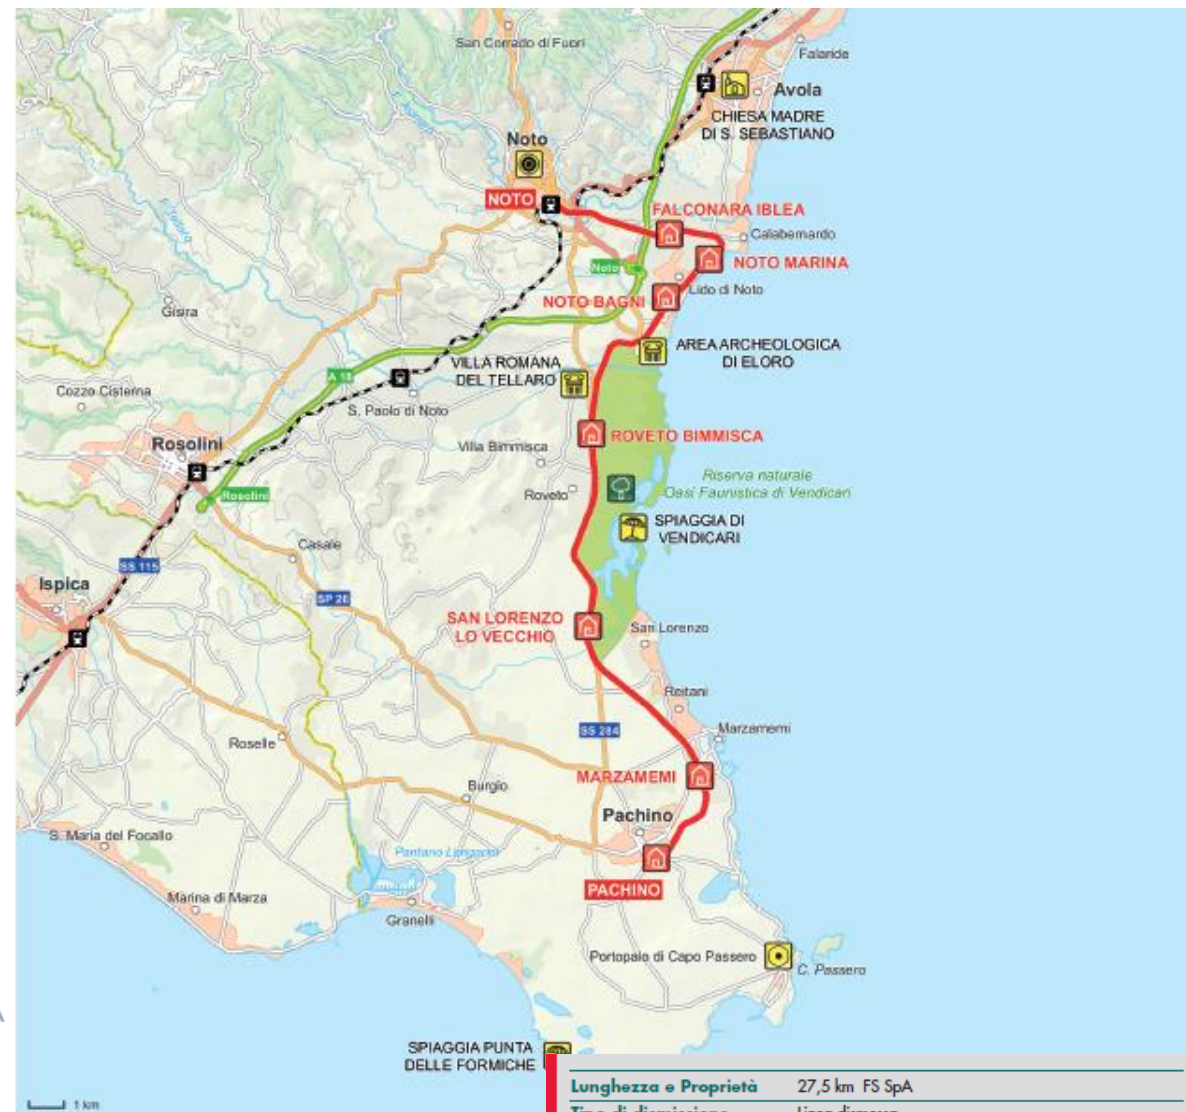 San Corrado di Fuori
Falaride
Avola
CHIESA MADRE
DI S. SEBASTIANO
Noto
NOTO
FALCONARA IBLEA
Calabernardo
NOTO MARINA
Noto
Lido di Noto
NOTO BAGNI
Gisira
AREA ARCHEOLOGICA
DI ELORO
VILLA ROMANA
DEL TELLARO
A 18
Cozzo Cisterna
S. Paolo di Noto
Rosolini
ROVETO BIMMISCA
Villa Bimmisca
Riserva naturale
Oasi Faunistica di Vendicari
Roveto
Rosolini
SPIAGGIA DI
VENDICARI
Casale
SS 115
Ispica
SP 26
SAN LORENZO
LO VECCHIO
San Lorenzo
Reitani
SS 284
Marzamemi
Roselle
MARZAMEMI
Burgio
Pachino
S. Maria del Focallo
Pantano Longarini
PACHINO
Marina di Marza
Granelli
Portopalo di Capo Passero
C. Passero
SPIAGGIA PUNTA
DELLE FORMICHE
Lunghezza e Proprietà 27,5 km FS SpA
Tipo di dismissione Linea dismessa
1 km